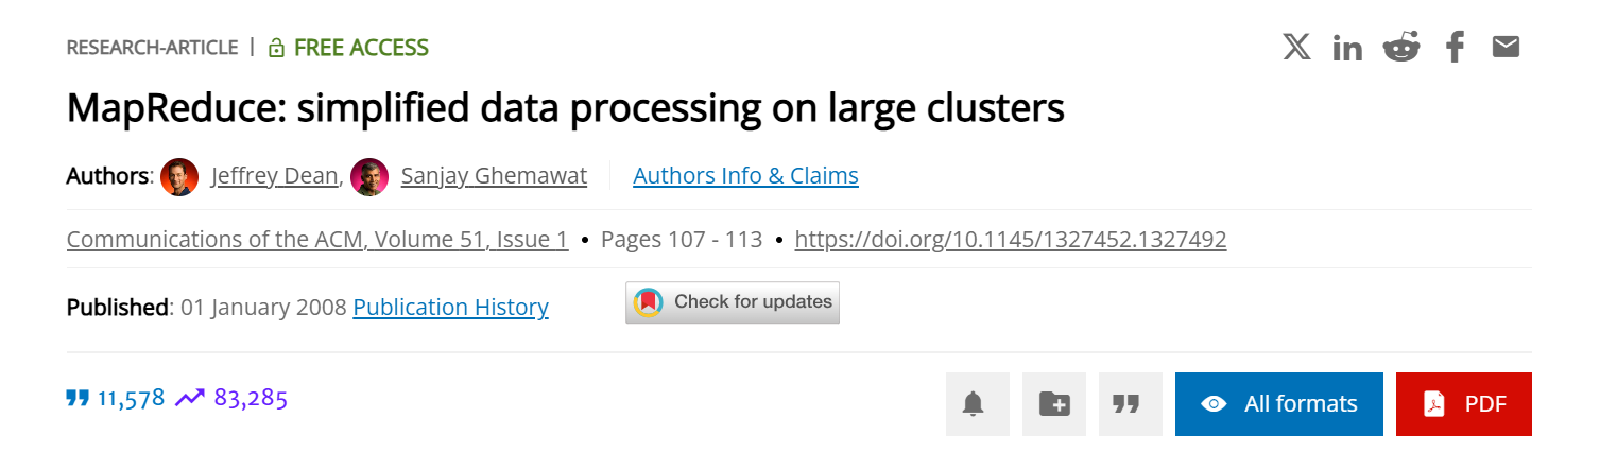 RESEARCH-ARTICLE | FREE ACCESS
MapReduce: simplified data processing on large clusters
Authors: Jeffrey Dean, Sanjay Ghemawat Authors Info & Claims
Communications of the ACM, Volume 51, Issue 1 • Pages 107 - 113 • https://doi.org/10.1145/1327452.1327492
Published: 01 January 2008 Publication History Check for updates
11,578 83,285 All formats PDF